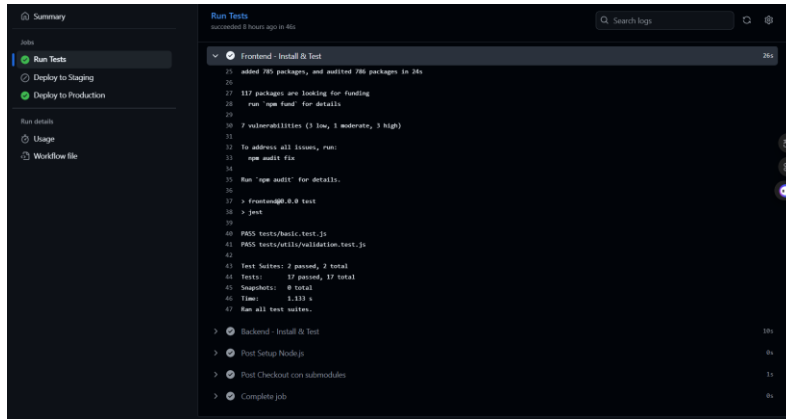 Summary
Jobs
Run Tests
Deploy to Staging
Deploy to Production
Run details
Usage
Workflow file
Run Tests
succeeded 8 hours ago in 46s
Search logs
Frontend - Install & Test 26s
25 added 785 packages, and audited 786 packages in 24s
26
27 117 packages are looking for funding
28 run `npm fund` for details
29
30 7 vulnerabilities (3 low, 1 moderate, 3 high)
31
32 To address all issues, run:
33 npm audit fix
34
35 Run `npm audit` for details.
36
37 > frontend@0.0.0 test
38 > jest
39
40 PASS tests/basic.test.js
41 PASS tests/utils/validation.test.js
42
43 Test Suites: 2 passed, 2 total
44 Tests: 17 passed, 17 total
45 Snapshots: 0 total
46 Time: 1.133 s
47 Ran all test suites.
Backend - Install & Test 10s
Post Setup Node.js 0s
Post Checkout con submodules 1s
Complete job 0s